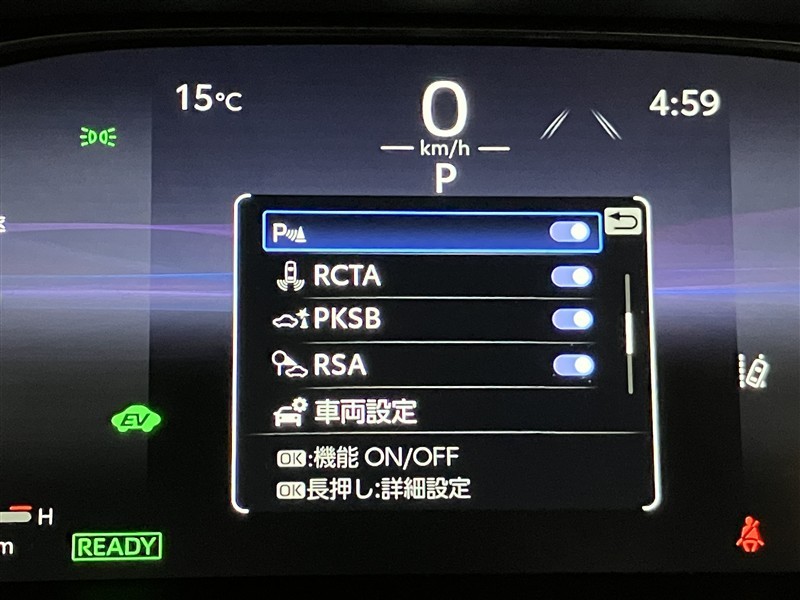 15℃
0
4:59
km/h
P
P
RCTA
PKSB
RSA
車両設定
OK:機能 ON/OFF
OK長押し:詳細設定
EV
H
m
READY